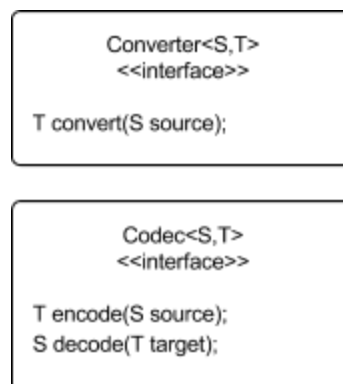 Converter<S,T>
<<interface>>
T convert(S source);
Codec<S,T>
<<interface>>
T encode(S source);
S decode(T target);